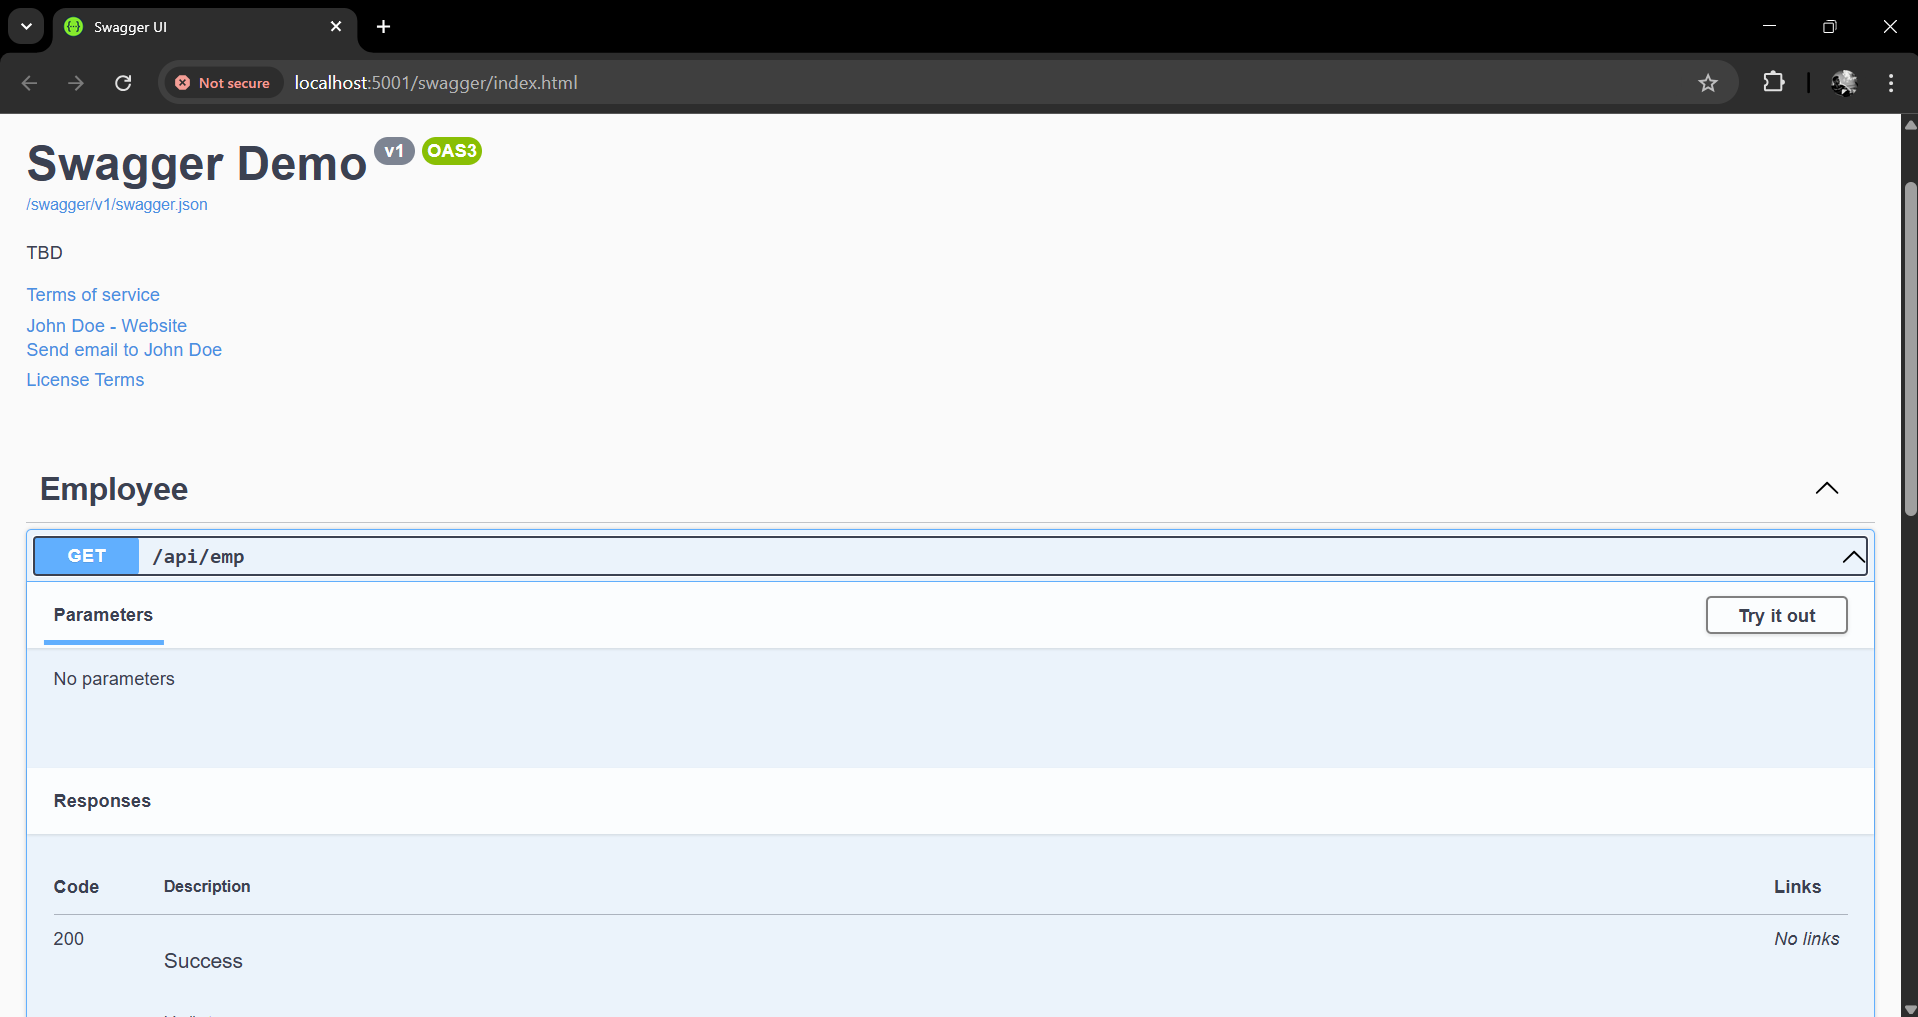 Swagger UI
Not secure
localhost:5001/swagger/index.html
Swagger Demo v1 OAS3
/swagger/v1/swagger.json
TBD
Terms of service
John Doe - Website
Send email to John Doe
License Terms
Employee
GET /api/emp
Parameters Try it out
No parameters
Responses
Code Description Links
200 No links
Success